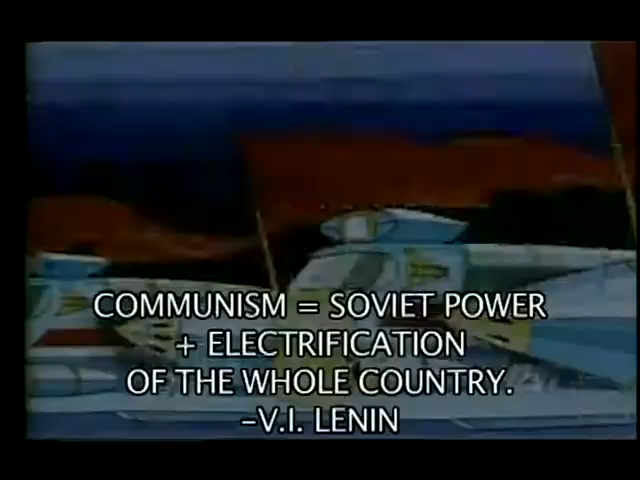 COMMUNISM = SOVIET POWER
+ ELECTRIFICATION
OF THE WHOLE COUNTRY.
-V.I. LENIN